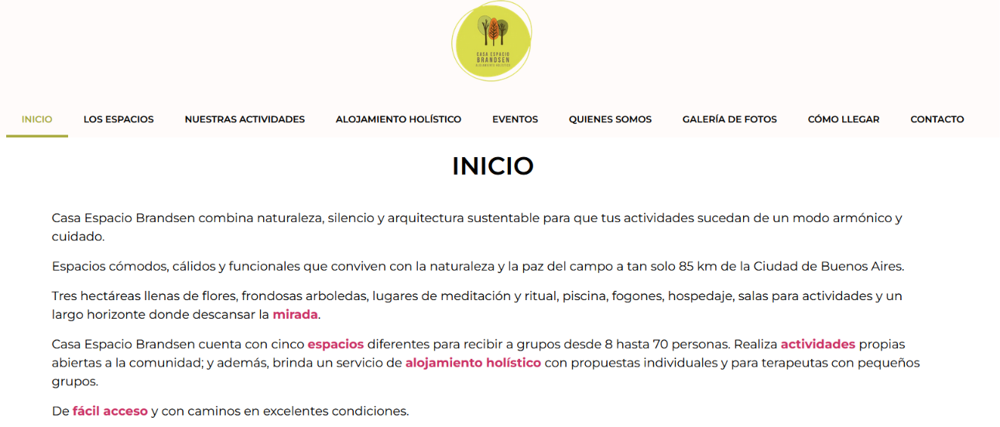 CASA ESPACIO
BRANDSEN
ALOJAMIENTO HOLÍSTICO
INICIO LOS ESPACIOS NUESTRAS ACTIVIDADES ALOJAMIENTO HOLÍSTICO EVENTOS QUIENES SOMOS GALERÍA DE FOTOS CÓMO LLEGAR CONTACTO
INICIO
Casa Espacio Brandsen combina naturaleza, silencio y arquitectura sustentable para que tus actividades sucedan de un modo armónico y
cuidado.
Espacios cómodos, cálidos y funcionales que conviven con la naturaleza y la paz del campo a tan solo 85 km de la Ciudad de Buenos Aires.
Tres hectáreas llenas de flores, frondosas arboledas, lugares de meditación y ritual, piscina, fogones, hospedaje, salas para actividades y un
largo horizonte donde descansar la mirada.
Casa Espacio Brandsen cuenta con cinco espacios diferentes para recibir a grupos desde 8 hasta 70 personas. Realiza actividades propias
abiertas a la comunidad; y además, brinda un servicio de alojamiento holístico con propuestas individuales y para terapeutas con pequeños
grupos.
De fácil acceso y con caminos en excelentes condiciones.